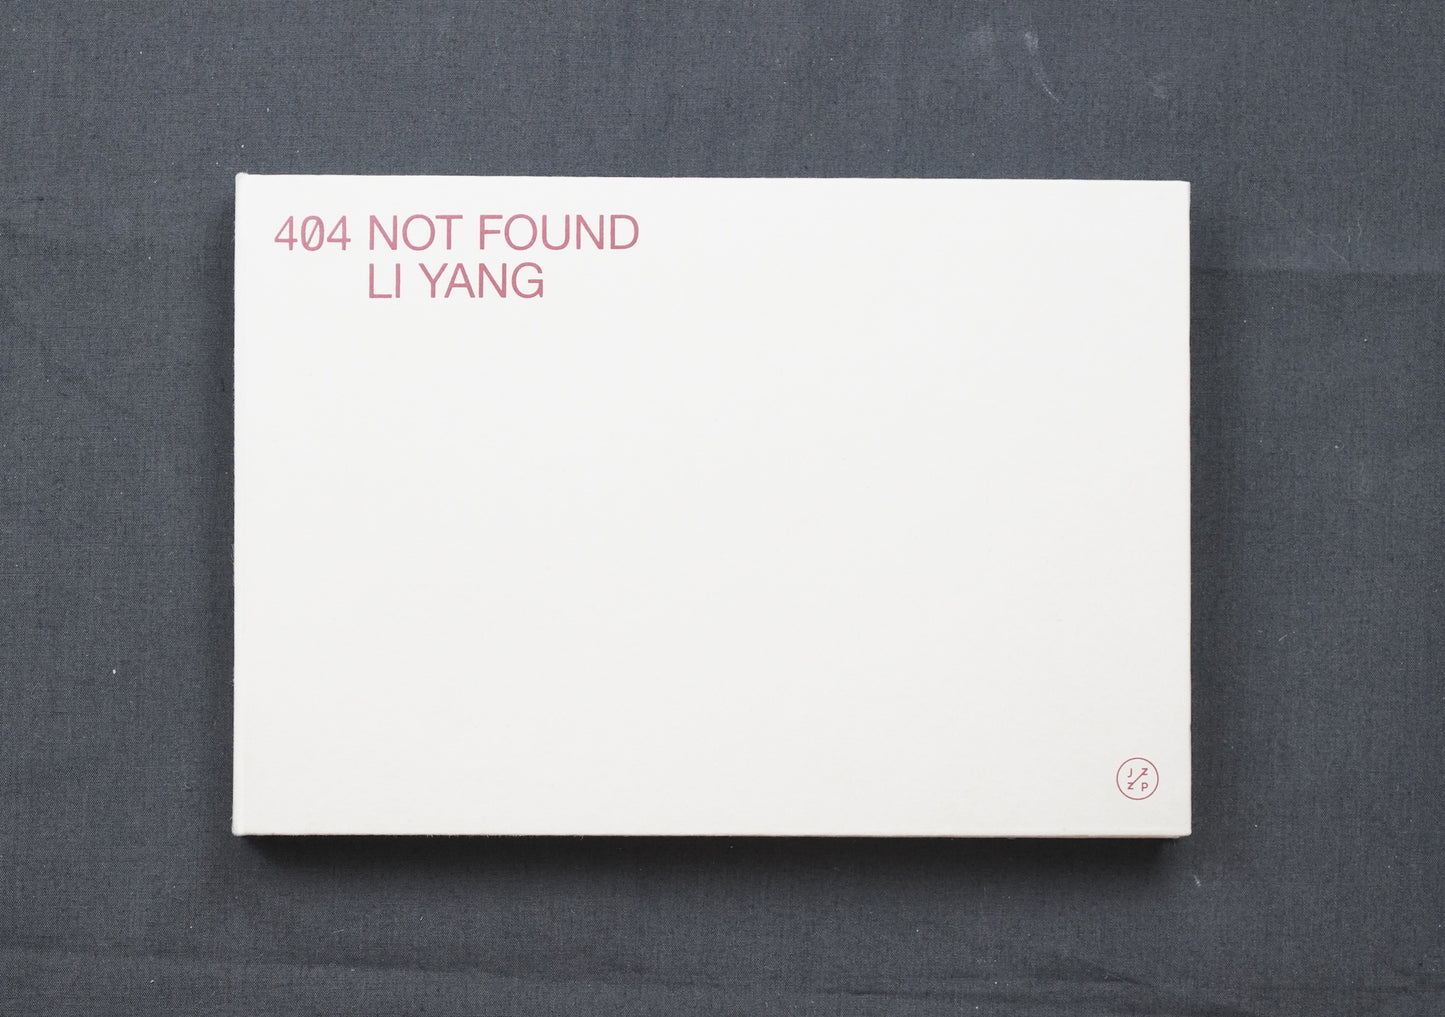 404 NOT FOUND
LI YANG
J Z
Z P